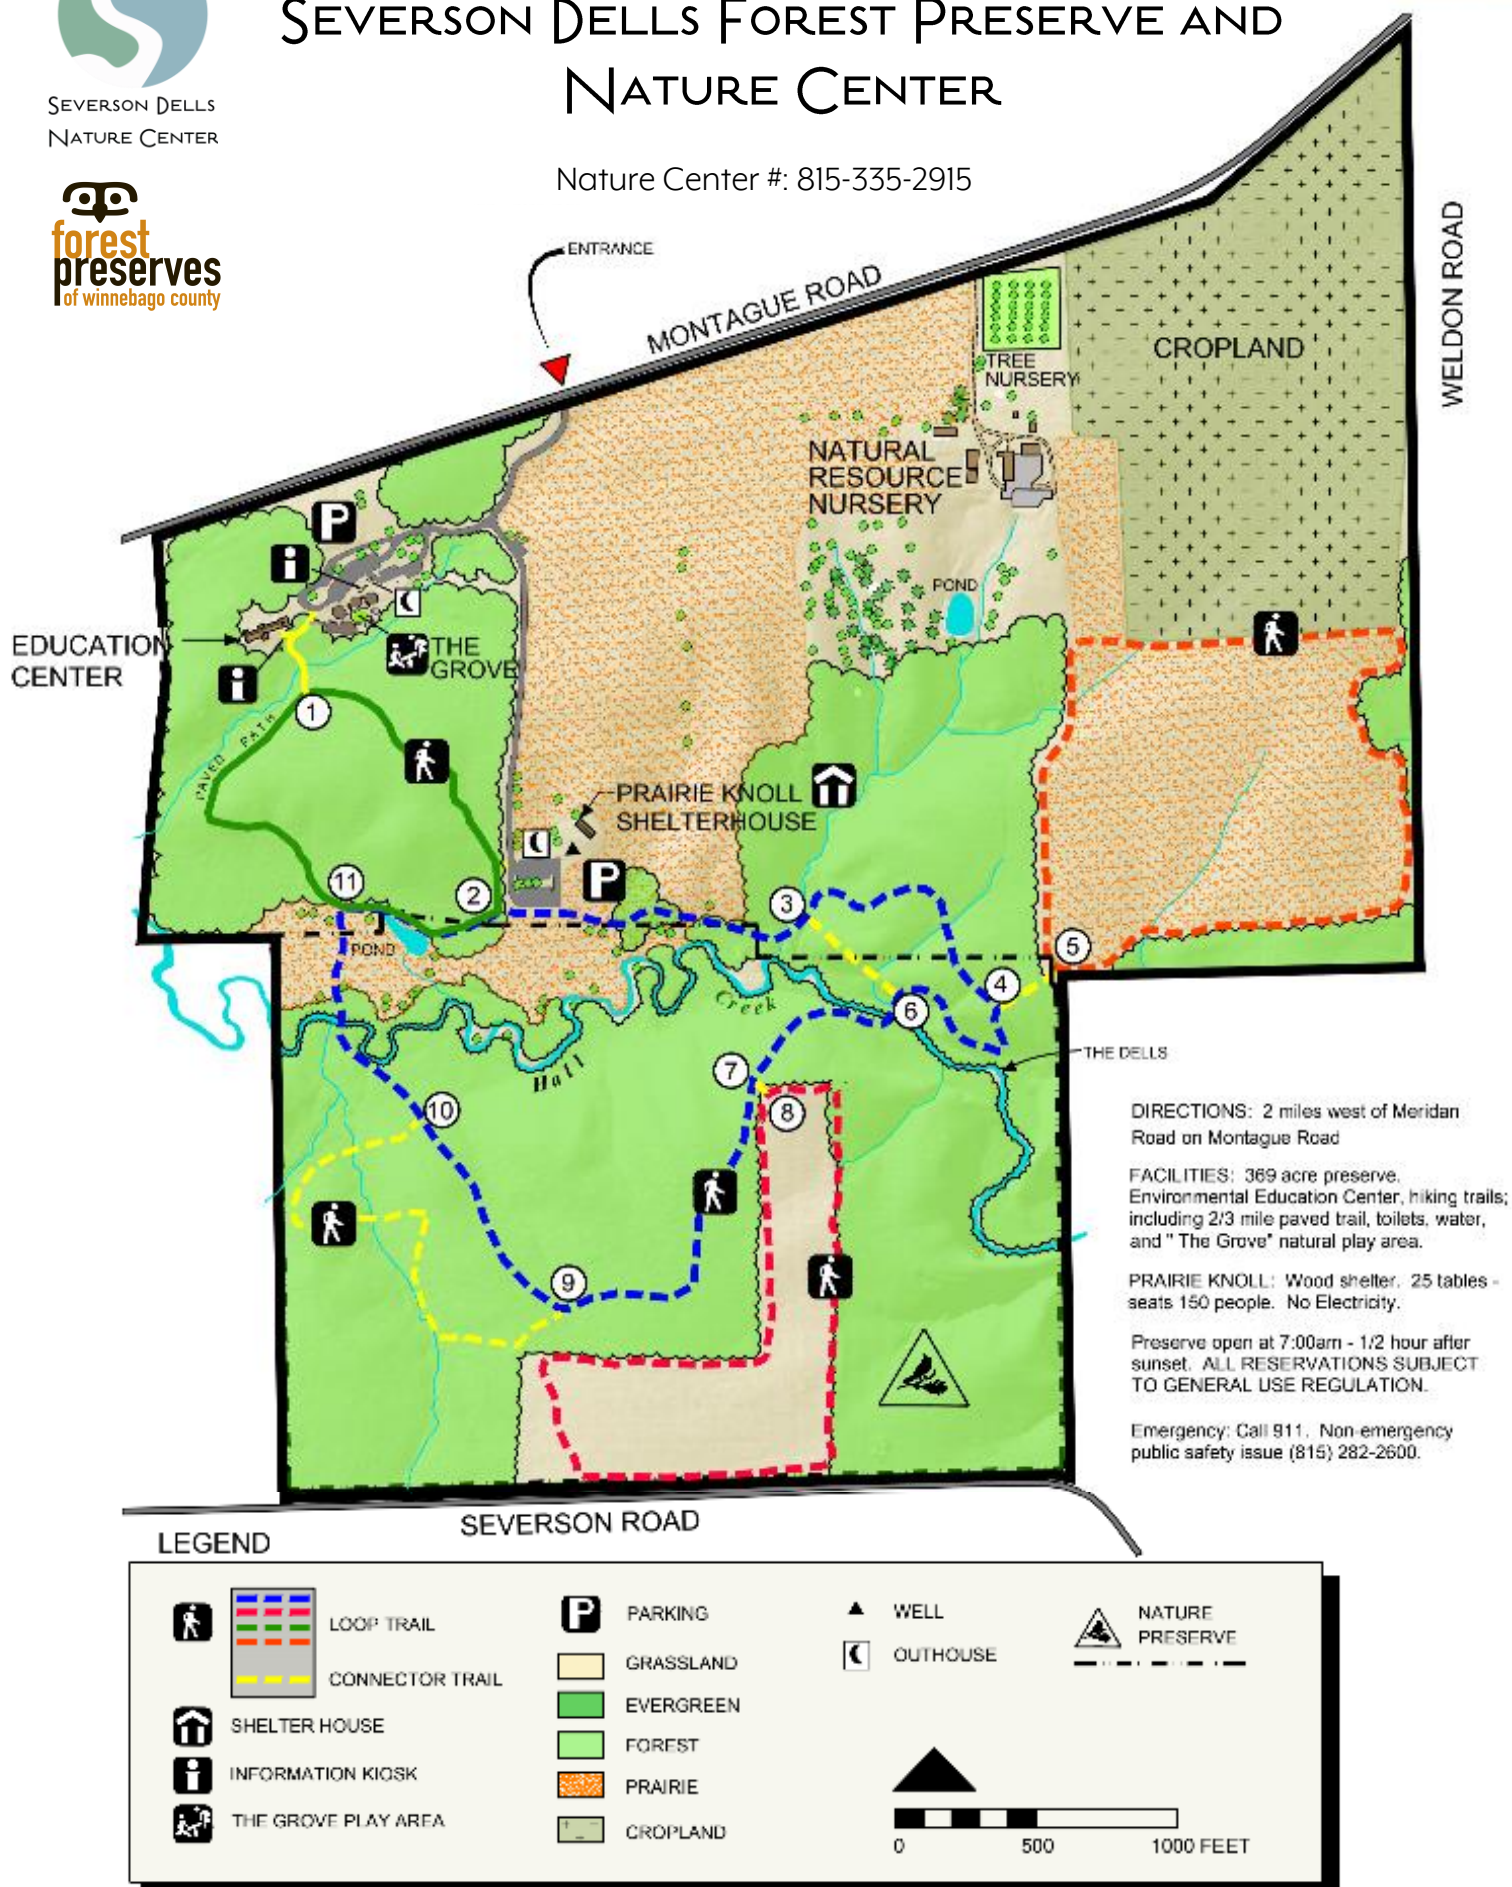 SEVERSON DELLS FOREST PRESERVE AND
NATURE CENTER
SEVERSON DELLS
NATURE CENTER
Nature Center #: 815-335-2915
forest
preserves
of winnebago county
ENTRANCE
MONTAGUE ROAD
WELDON ROAD
CROPLAND
TREE
NURSERY
NATURAL
RESOURCE
NURSERY
P
i
POND
EDUCATION
CENTER
THE
GROVE
i
1
PAVED PATH
PRAIRIE KNOLL
SHELTERHOUSE
P
11
2
3
5
POND
4
Creek
6
THE DELLS
Hall
7
8
10
9
DIRECTIONS: 2 miles west of Meridan
Road on Montague Road
FACILITIES: 369 acre preserve.
Environmental Education Center, hiking trails;
including 2/3 mile paved trail, toilets, water,
and " The Grove" natural play area.
PRAIRIE KNOLL: Wood shelter. 25 tables -
seats 150 people. No Electricity.
Preserve open at 7:00am - 1/2 hour after
sunset. ALL RESERVATIONS SUBJECT
TO GENERAL USE REGULATION.
Emergency: Call 911. Non-emergency
public safety issue (815) 282-2600.
SEVERSON ROAD
LEGEND
LOOP TRAIL
CONNECTOR TRAIL
SHELTER HOUSE
i
INFORMATION KIOSK
THE GROVE PLAY AREA
P
PARKING
GRASSLAND
EVERGREEN
FOREST
PRAIRIE
CROPLAND
WELL
OUTHOUSE
NATURE
PRESERVE
0 500 1000 FEET